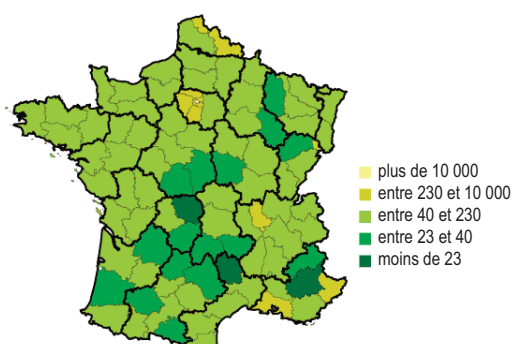 plus de 10 000
entre 230 et 10 000
entre 40 et 230
entre 23 et 40
moins de 23